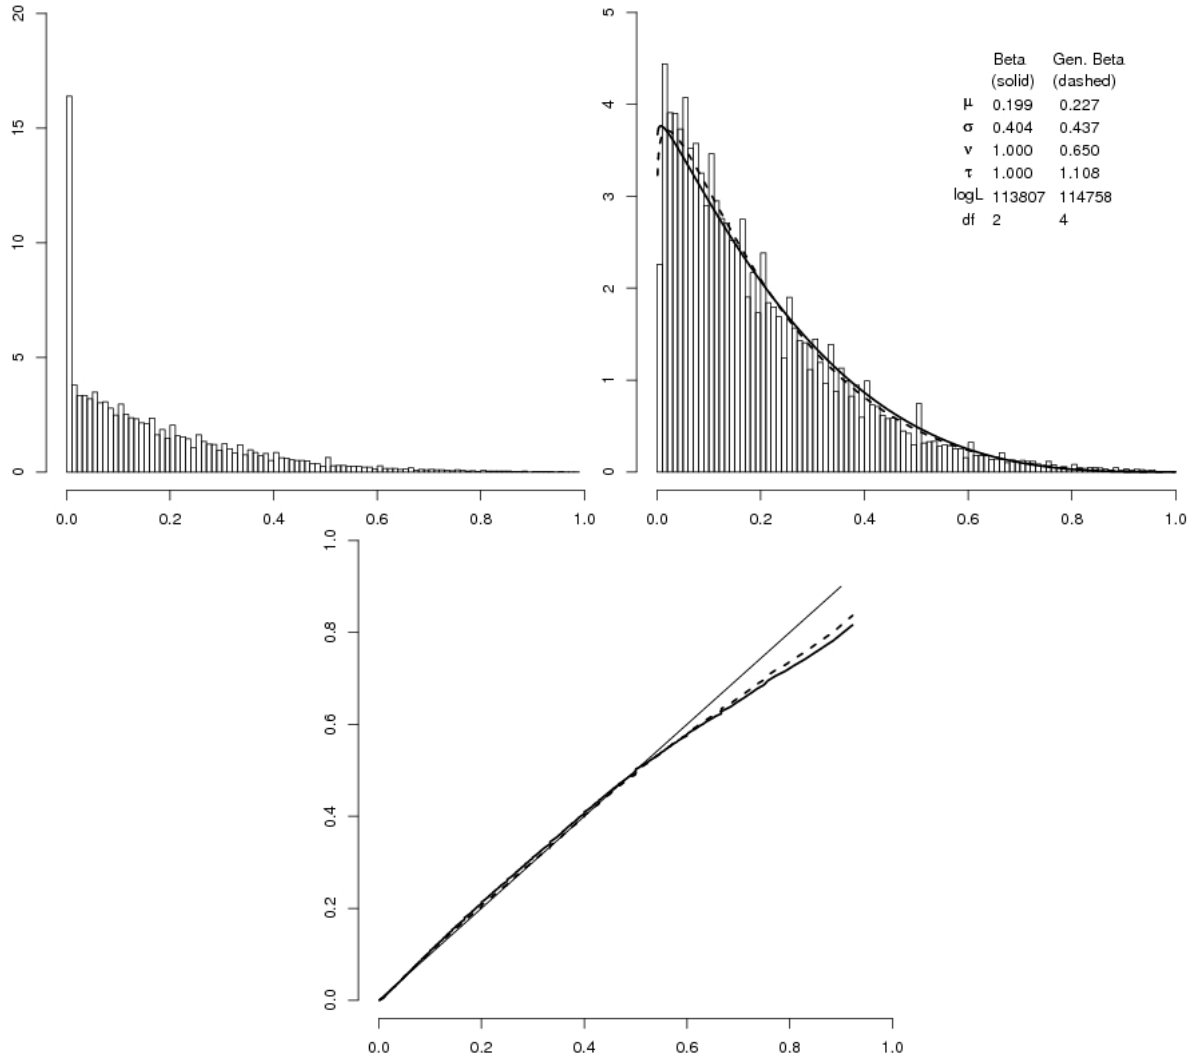 20
15
10
5
0
0.0 0.2 0.4 0.6 0.8 1.0
5
4
3
2
1
0
Beta Gen. Beta
(solid) (dashed)
μ 0.199 0.227
σ 0.404 0.437
ν 1.000 0.650
τ 1.000 1.108
logL 113807 114758
df 2 4
0.0 0.2 0.4 0.6 0.8 1.0
1.0
0.8
0.6
0.4
0.2
0.0
0.0 0.2 0.4 0.6 0.8 1.0